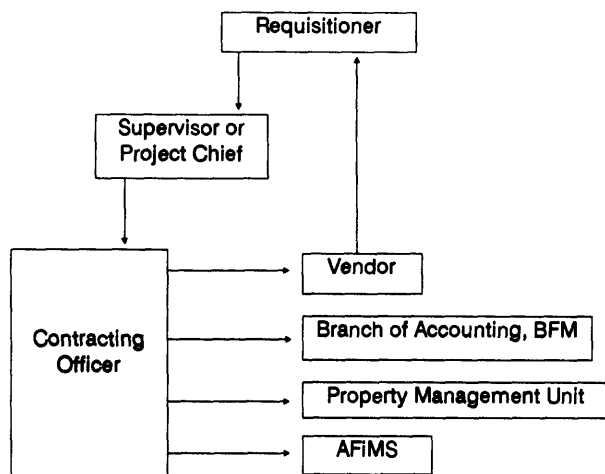 Requisitioner
Supervisor or
Project Chief
Vendor
Contracting
Officer
Branch of Accounting, BFM
Property Management Unit
AFiMS